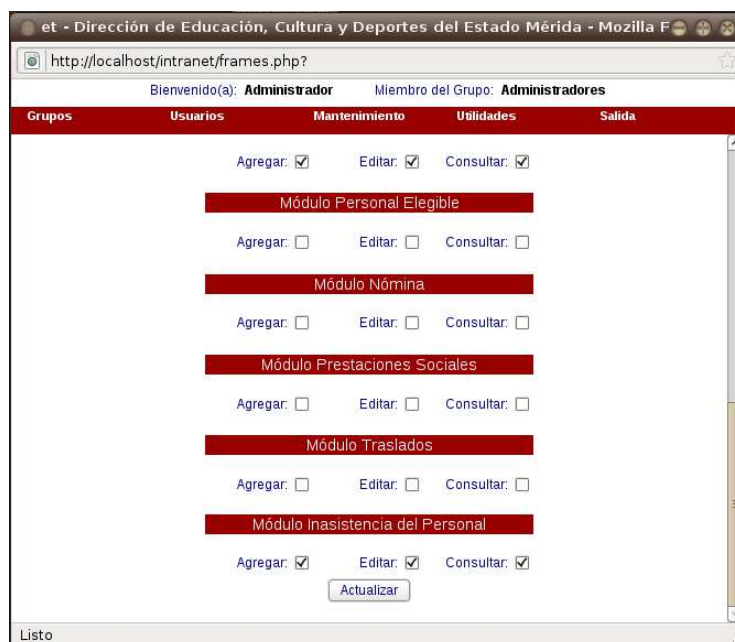 et - Dirección de Educación, Cultura y Deportes del Estado Mérida - Mozilla F
http://localhost/intranet/frames.php?
Bienvenido(a): Administrador Miembro del Grupo: Administradores
Grupos Usuarios Mantenimiento Utilidades Salida
Agregar: Editar: Consultar:
Módulo Personal Elegible
Agregar: Editar: Consultar:
Módulo Nómina
Agregar: Editar: Consultar:
Módulo Prestaciones Sociales
Agregar: Editar: Consultar:
Módulo Traslados
Agregar: Editar: Consultar:
Módulo Inasistencia del Personal
Agregar: Editar: Consultar:
Actualizar
Listo